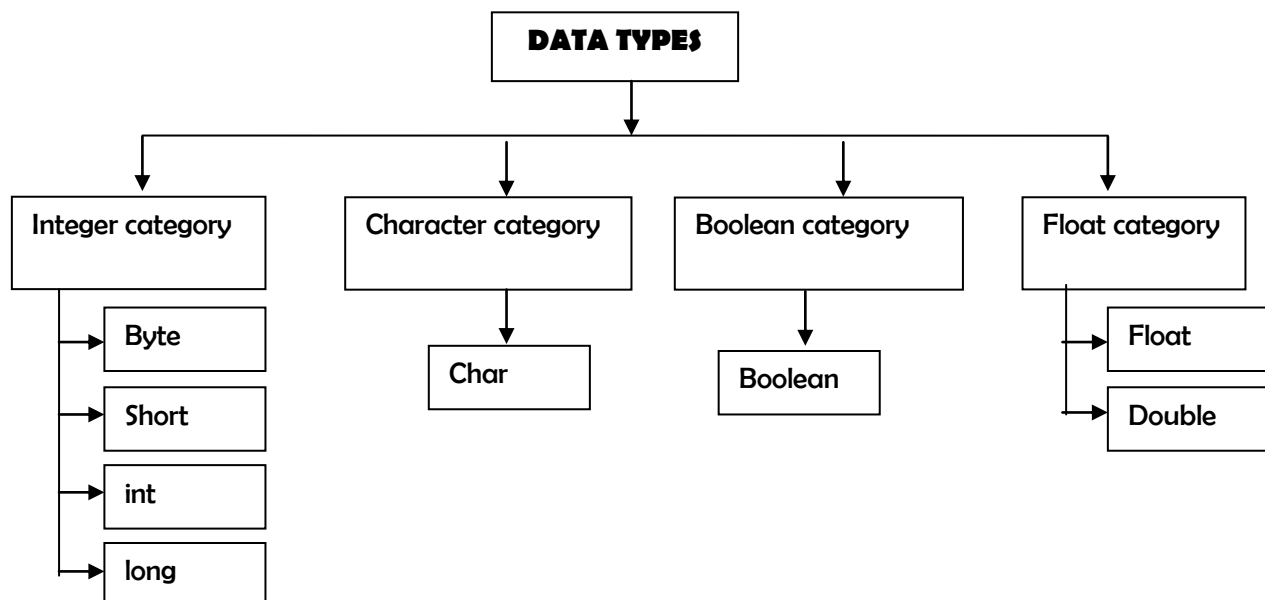 DATA TYPES
Integer category
Character category
Boolean category
Float category
Byte
Short
int
long
Char
Boolean
Float
Double